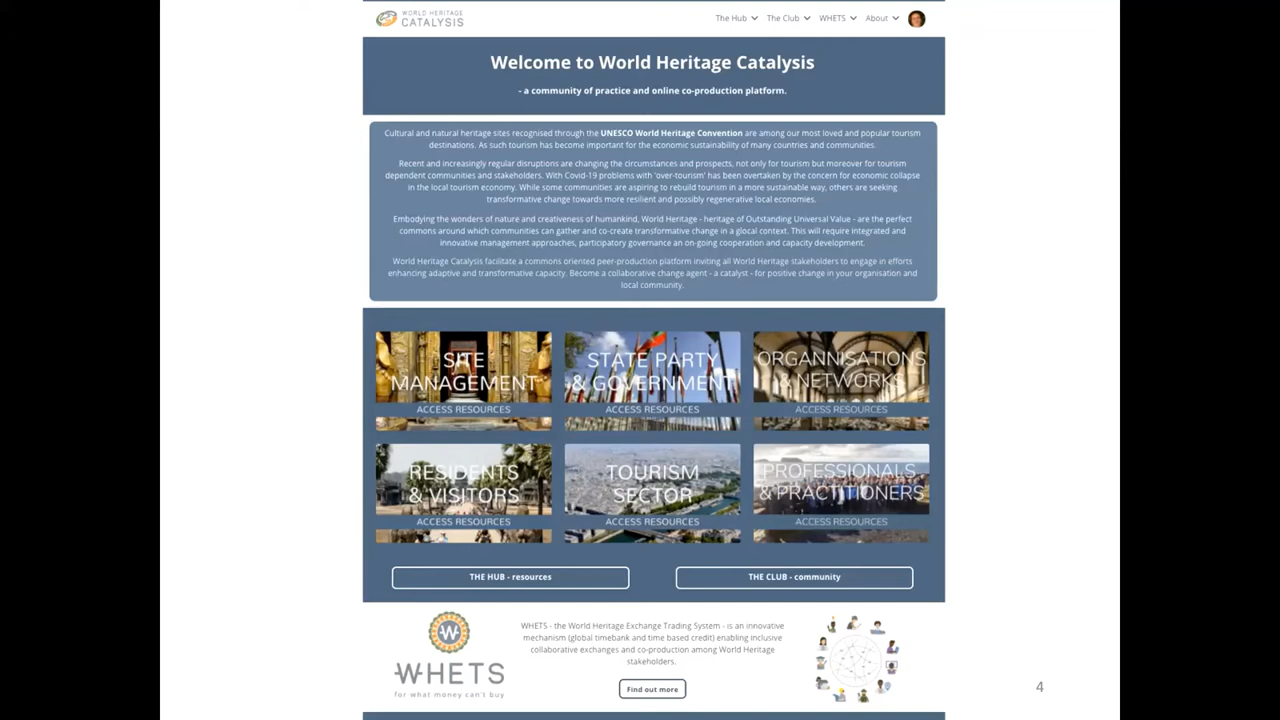 WORLD HERITAGE
CATALYSIS
The Hub The Club WHETS About
Welcome to World Heritage Catalysis
- a community of practice and online co-production platform.
Cultural and natural heritage sites recognised through the UNESCO World Heritage Convention are among our most loved and popular tourism
destinations. As such tourism has become important for the economic sustainability of many countries and communities.
Recent and increasingly regular disruptions are changing the circumstances and prospects, not only for tourism but moreover for tourism
dependent communities and stakeholders. With Covid-19 problems with 'over-tourism' has been overtaken by the concern for economic collapse
in the local tourism economy. While some communities are aspiring to rebuild tourism in a more sustainable way, others are seeking
transformative change towards more resilient and possibly regenerative local economies.
Embodying the wonders of nature and creativeness of humankind, World Heritage - heritage of Outstanding Universal Value - are the perfect
commons around which communities can gather and co-create transformative change in a glocal context. This will require integrated and
innovative management approaches, participatory governance an on-going cooperation and capacity development.
World Heritage Catalysis facilitate a commons oriented peer-production platform inviting all World Heritage stakeholders to engage in efforts
enhancing adaptive and transformative capacity. Become a collaborative change agent - a catalyst - for positive change in your organisation and
local community.
SITE
MANAGEMENT
ACCESS RESOURCES
STATE PARTY
& GOVERNMENT
ACCESS RESOURCES
ORGANNISATIONS
& NETWORKS
ACCESS RESOURCES
RESIDENTS
& VISITORS
ACCESS RESOURCES
TOURISM
SECTOR
ACCESS RESOURCES
PROFESSIONALS
& PRACTITIONERS
ACCESS RESOURCES
THE HUB - resources
THE CLUB - community
W
WHETS
for what money can't buy
WHETS - the World Heritage Exchange Trading System - is an innovative
mechanism (global timebank and time based credit) enabling inclusive
collaborative exchanges and co-production among World Heritage
stakeholders.
Find out more
4